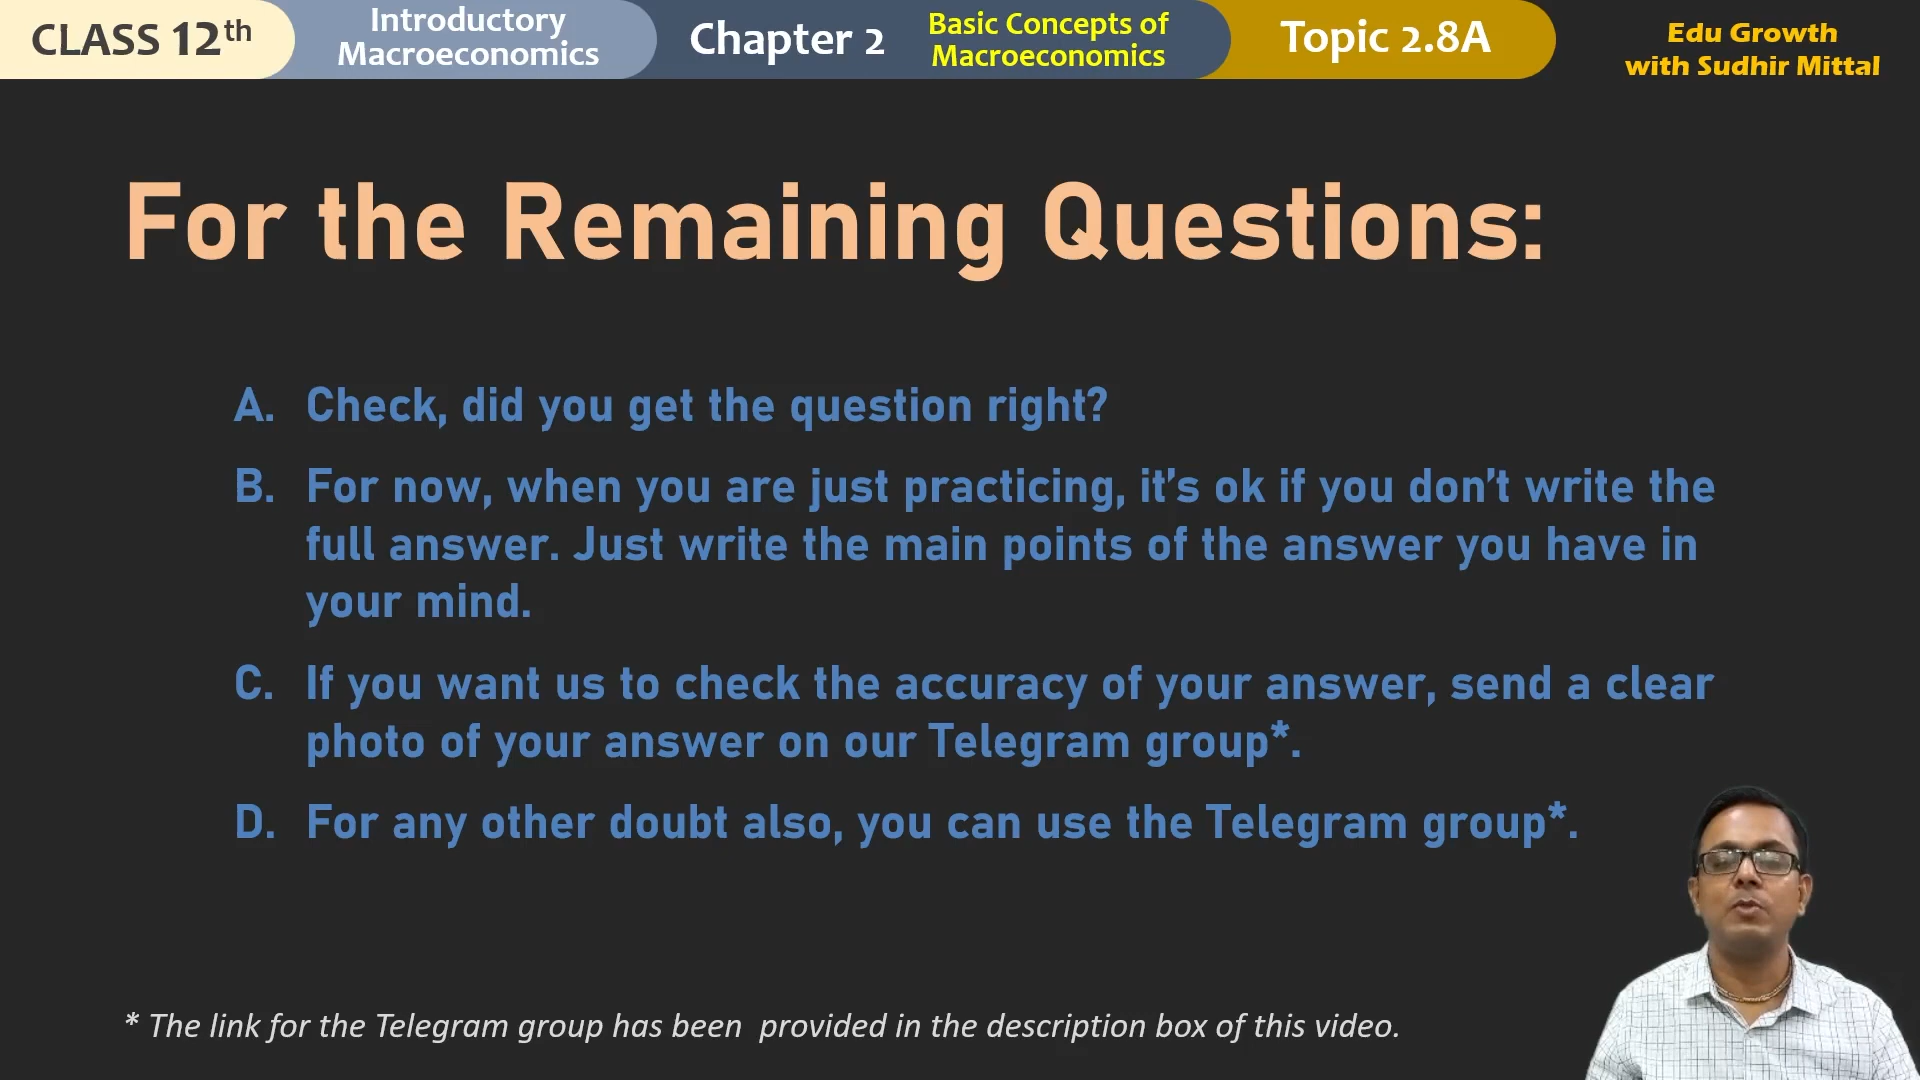 CLASS 12th
Introductory
Macroeconomics
Chapter 2
Basic Concepts of
Macroeconomics
Topic 2.8A
Edu Growth
with Sudhir Mittal
For the Remaining Questions:
A. Check, did you get the question right?
B. For now, when you are just practicing, it's ok if you don't write the
full answer. Just write the main points of the answer you have in
your mind.
C. If you want us to check the accuracy of your answer, send a clear
photo of your answer on our Telegram group*.
D. For any other doubt also, you can use the Telegram group*.
* The link for the Telegram group has been provided in the description box of this video.